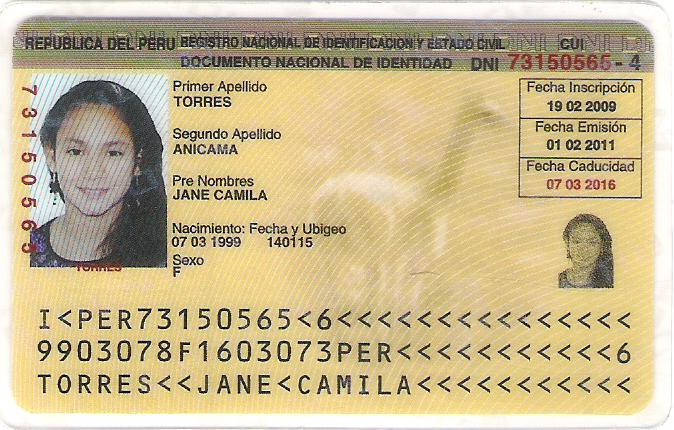 REPUBLICA DEL PERU REGISTRO NACIONAL DE IDENTIFICACION Y ESTADO CIVIL CUI
DOCUMENTO NACIONAL DE IDENTIDAD DNI 73150565 - 4
73150565
Primer Apellido
TORRES
Segundo Apellido
ANICAMA
Pre Nombres
JANE CAMILA
Nacimiento: Fecha y Ubigeo
07 03 1999 140115
Sexo
F
TORRES
Fecha Inscripción
19 02 2009
Fecha Emisión
01 02 2011
Fecha Caducidad
07 03 2016
I<PER73150565<6<<<<<<<<<<<<<<<
9903078F1603073PER<<<<<<<<<<<6
TORRES<<JANE<CAMILA<<<<<<<<<<<